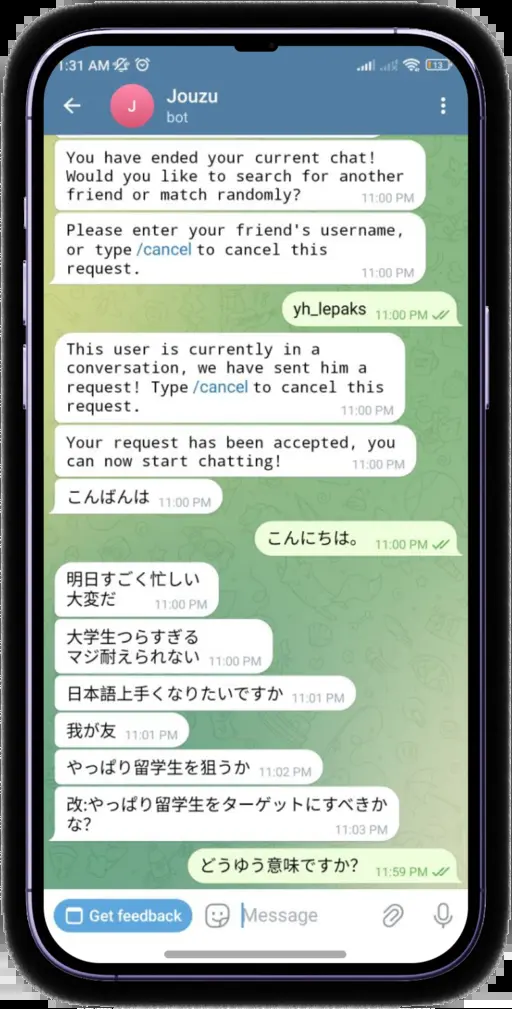 1:31 AM
13
J
Jouzu
bot
You have ended your current chat!
Would you like to search for another
friend or match randomly?
11:00 PM
Please enter your friend's username,
or type /cancel to cancel this
request.
11:00 PM
yh_lepaks 11:00 PM
This user is currently in a
conversation, we have sent him a
request! Type /cancel to cancel this
request.
11:00 PM
Your request has been accepted, you
can now start chatting!
11:00 PM
こんばんは 11:00 PM
こんにちは。 11:00 PM
明日すごく忙しい
大変だ 11:00 PM
大学生つらすぎる
マジ耐えられない 11:00 PM
日本語上手くなりたいですか 11:01 PM
我が友 11:01 PM
やっぱり留学生を狙うか 11:02 PM
改:やっぱり留学生をターゲットにすべきか
な? 11:03 PM
どうゆう意味ですか? 11:59 PM
Get feedback
Message